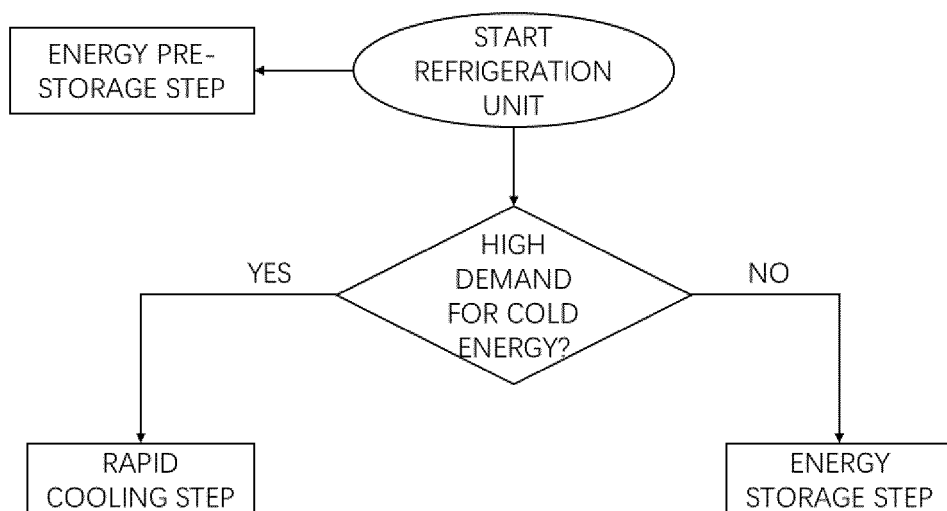 ENERGY PRE-
STORAGE STEP
START
REFRIGERATION
UNIT
HIGH
DEMAND
FOR COLD
ENERGY?
YES
NO
RAPID
COOLING STEP
ENERGY
STORAGE STEP